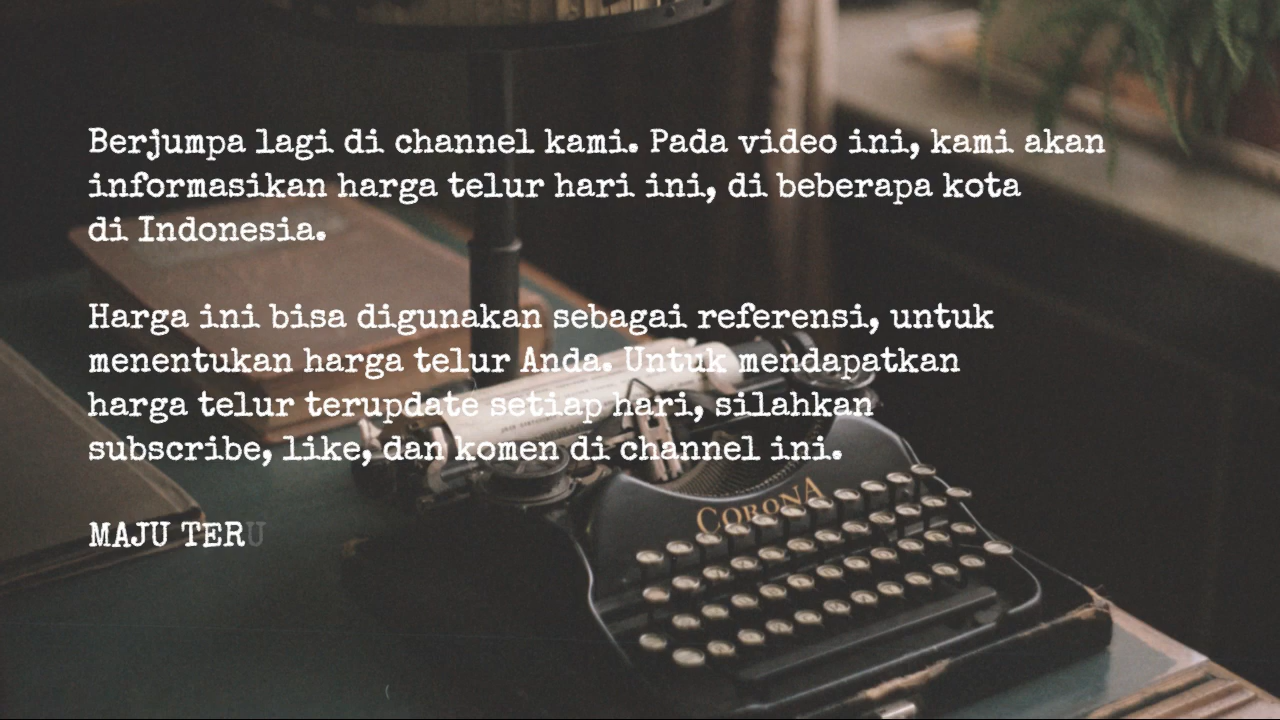 Berjumpa lagi di channel kami. Pada video ini, kami akan
informasikan harga telur hari ini, di beberapa kota
di Indonesia.
Harga ini bisa digunakan sebagai referensi, untuk
menentukan harga telur Anda. Untuk mendapatkan
harga telur terupdate setiap hari, silahkan
subscribe, like, dan komen di channel ini.
CORONA
MAJU TERU